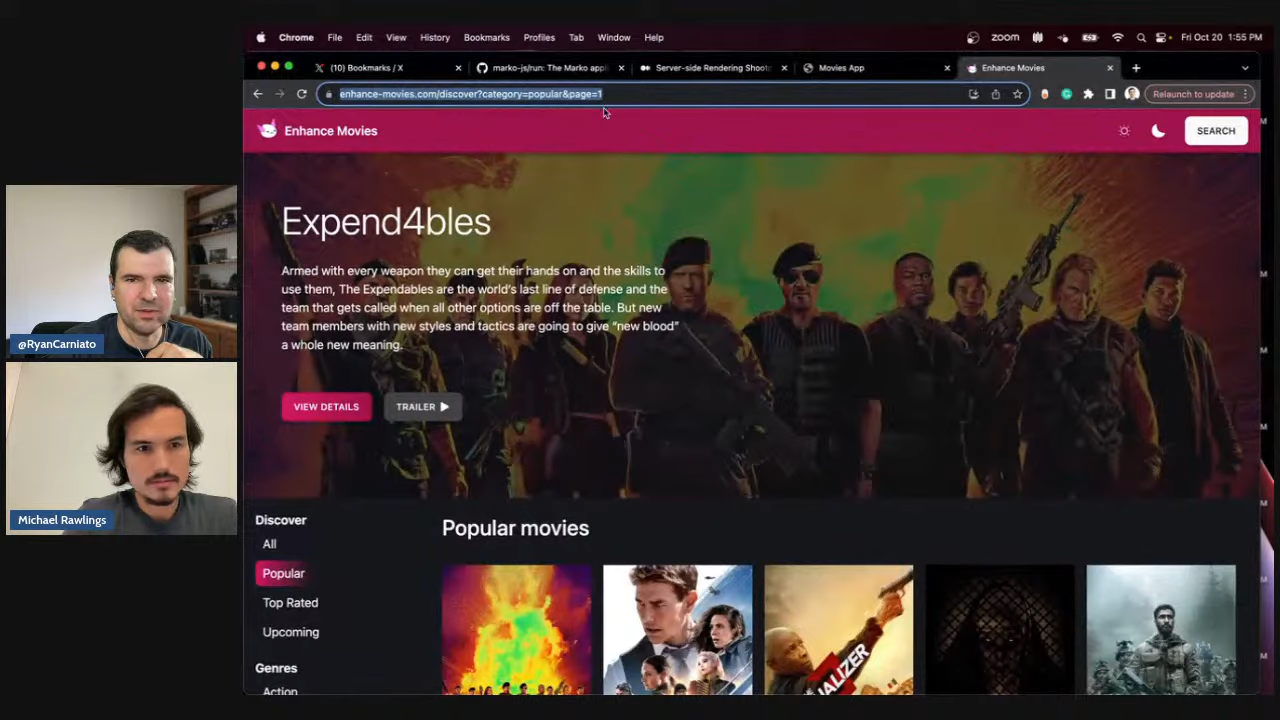 Chrome File Edit View History Bookmarks Profiles Tab Window Help
zoom Fri Oct 20 1:55 PM
(10) Bookmarks / X
marko-js/run: The Marko appl
Server-side Rendering Shoot
Movies App
Enhance Movies
enhance-movies.com/discover?category=popular&page=1
Relaunch to update
Enhance Movies
SEARCH
Expend4bles
Armed with every weapon they can get their hands on and the skills to
use them, The Expendables are the world's last line of defense and the
team that gets called when all other options are off the table. But new
team members with new styles and tactics are going to give “new blood”
a whole new meaning.
VIEW DETAILS
TRAILER
@RyanCarniato
Michael Rawlings
Discover
All
Popular
Top Rated
Upcoming
Genres
Action
Popular movies